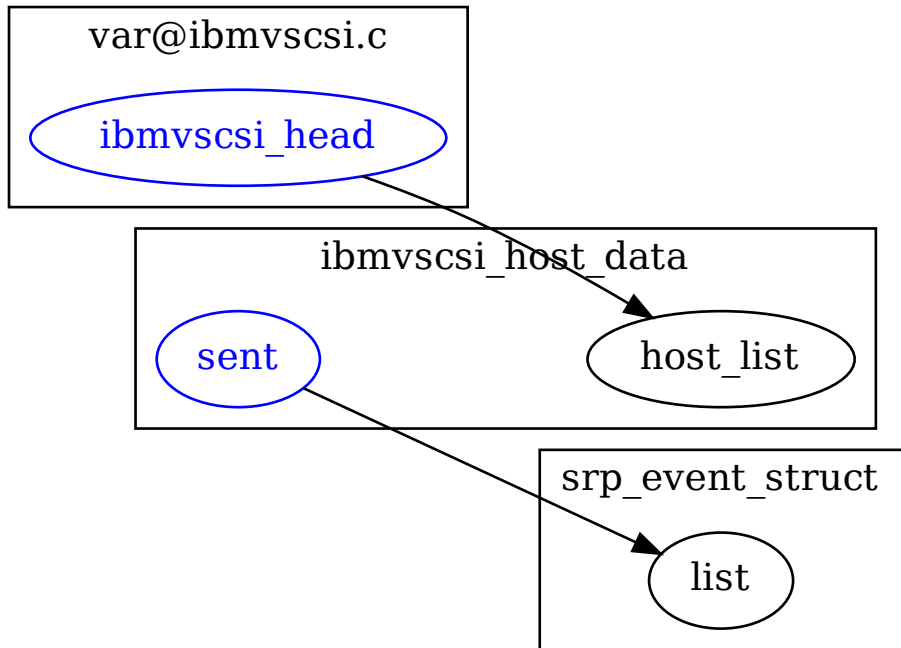 var@ibmvscsi.c
ibmvscsi_head
ibmvscsi_host_data
sent
host_list
srp_event_struct
list